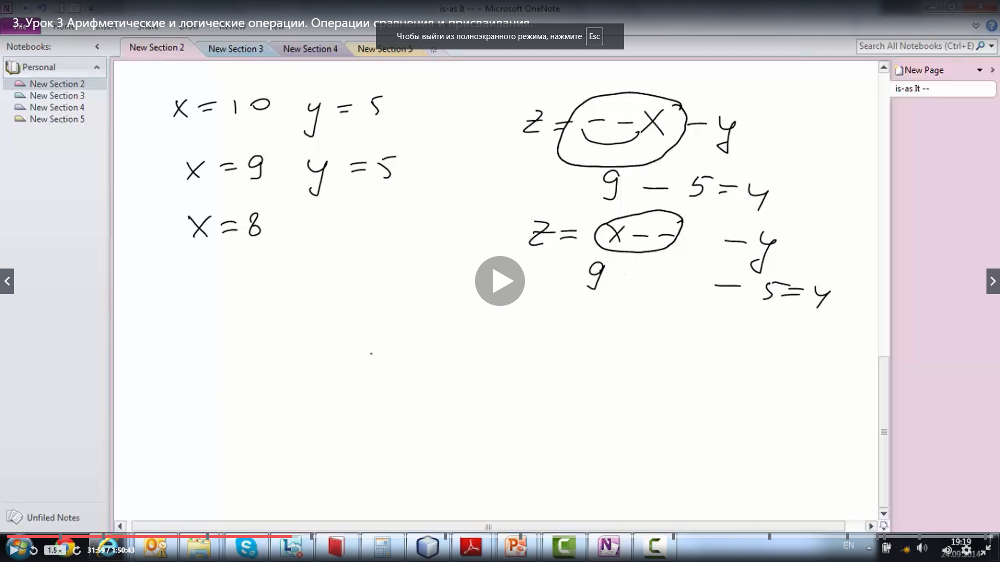 is-as It -- - Microsoft OneNote
3. Урок 3 Арифметические и логические операции. Операции сравнения и присваивания.
Чтобы выйти из полноэкранного режима, нажмите Esc
Notebooks:
New Section 2
New Section 3
New Section 4
New Section 5
Search All Notebooks (Ctrl+E)
Personal
New Section 2
New Section 3
New Section 4
New Section 5
New Page
is-as It --
x = 10 y = 5
x = 9 y = 5
x = 8
z = --x - y
9 - 5 = 4
z = x-- - y
9 - 5 = 4
Unfiled Notes
1.5×
31:59 / 1:50:43
EN
19:19
24.09.2014